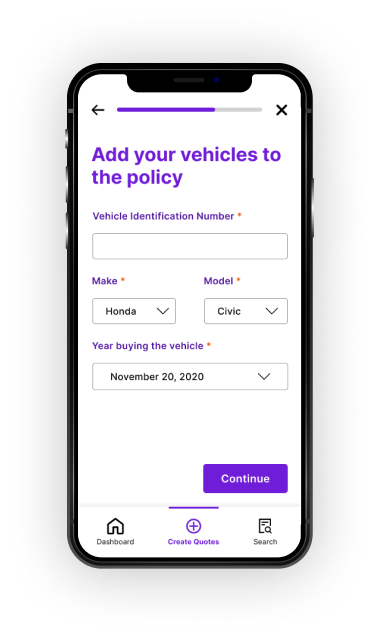 Add your vehicles to
the policy
Vehicle Identification Number *
Make *
Model *
Honda
Civic
Year buying the vehicle *
November 20, 2020
Continue
Dashboard
Create Quotes
Search